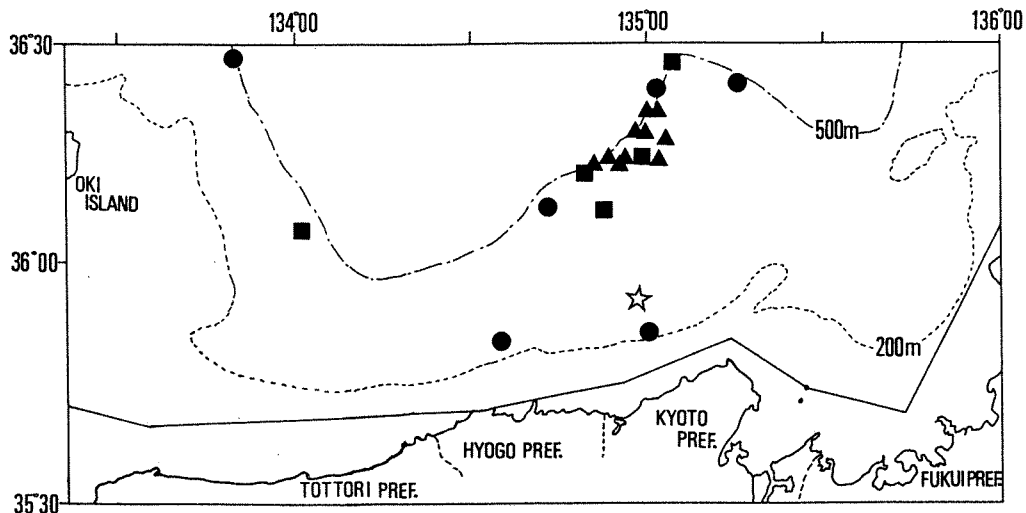 134°00'
135°00'
136°00'
36°30'
500m
OKI
ISLAND
36°00'
200m
KYOTO
PREF.
HYOGO PREF.
FUKUI PREF.
TOTTORI PREF.
35°30'